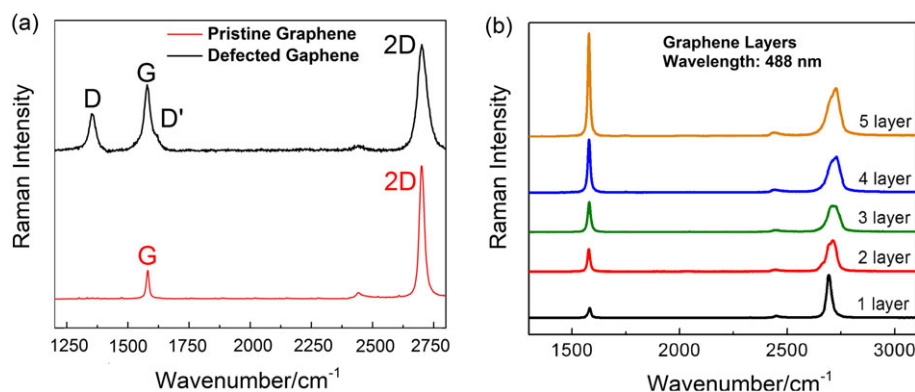 (a)
Pristine Graphene
Defected Gaphene
2D
G
D
D'
2D
G
Raman Intensity
1250 1500 1750 2000 2250 2500 2750
Wavenumber/cm-1
(b)
Graphene Layers
Wavelength: 488 nm
5 layer
4 layer
3 layer
2 layer
1 layer
Raman Intensity
1500 2000 2500 3000
Wavenumber/cm-1